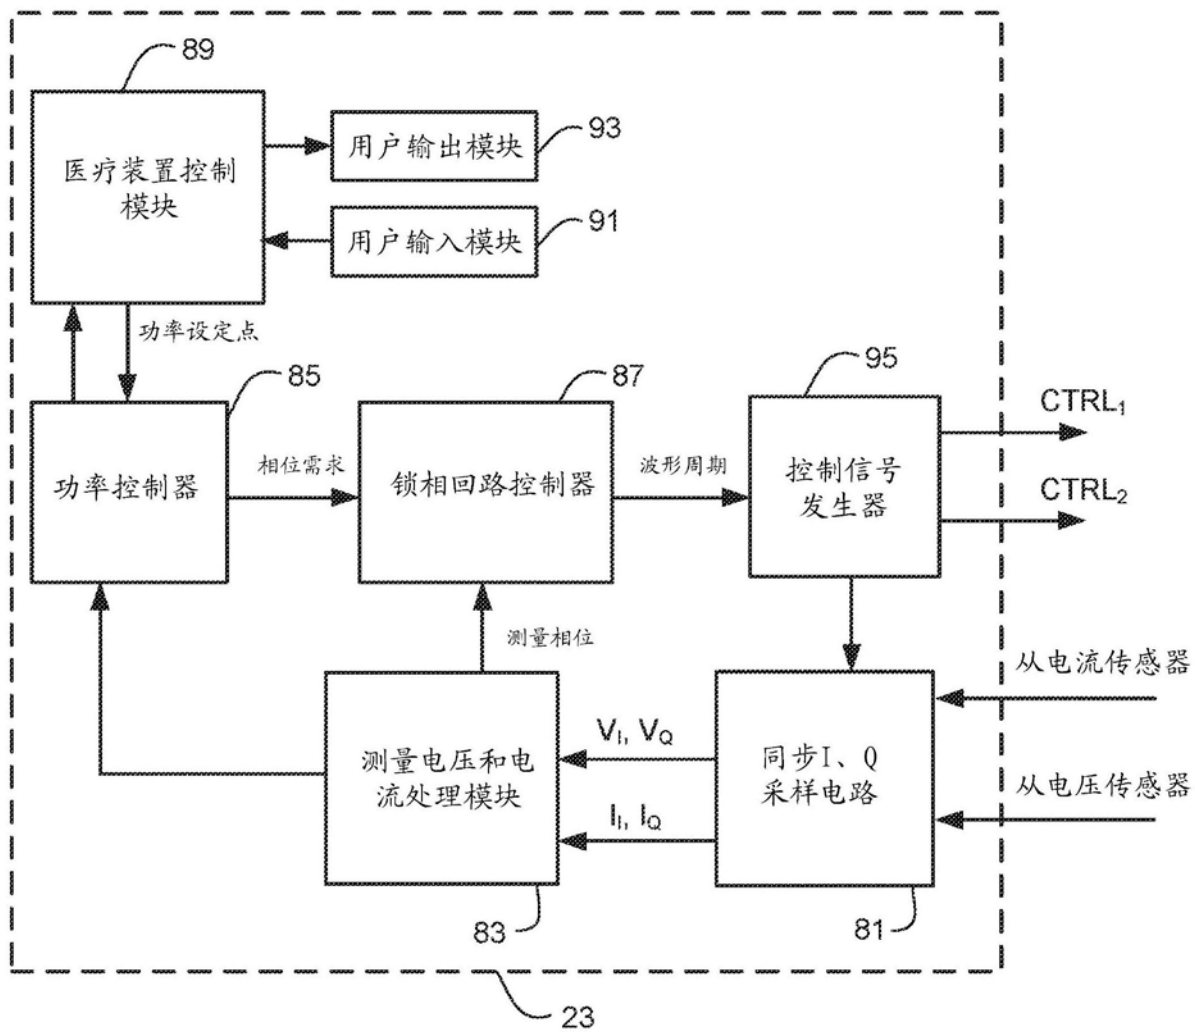 89
医疗装置控制
模块
用户输出模块
93
用户输入模块
91
功率设定点
85
功率控制器
相位需求
87
锁相回路控制器
波形周期
95
控制信号
发生器
CTRL₁
CTRL₂
测量相位
测量电压和电
流处理模块
83
V_I, V_Q
I_I, I_Q
同步I、Q
采样电路
81
从电流传感器
从电压传感器
23